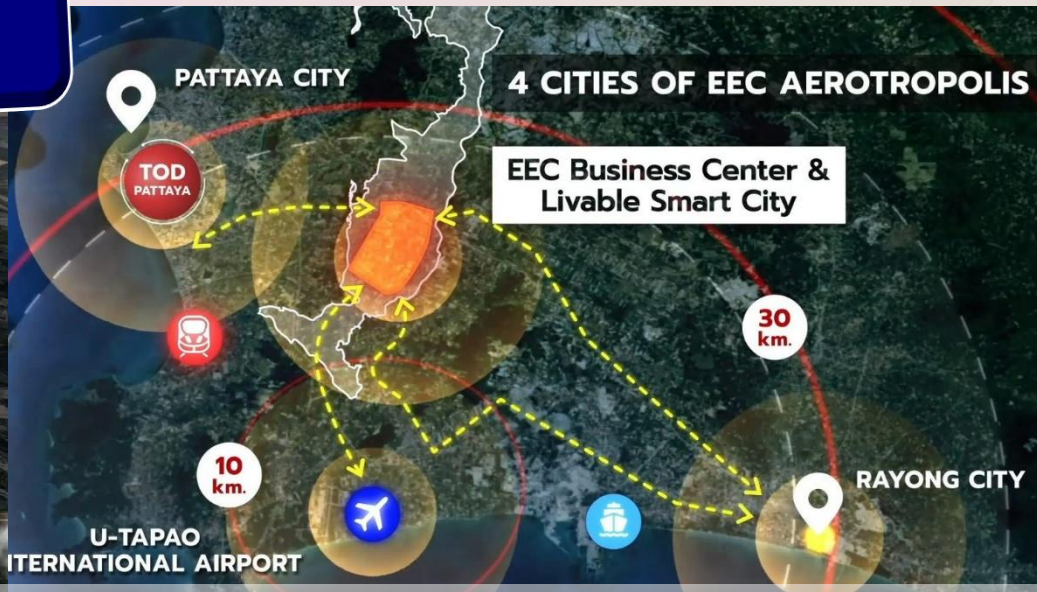 PATTAYA CITY
4 CITIES OF EEC AEROTROPOLIS
TOD
PATTAYA
EEC Business Center &
Livable Smart City
30
km.
10
km.
RAYONG CITY
U-TAPAO
NTERNATIONAL AIRPORT